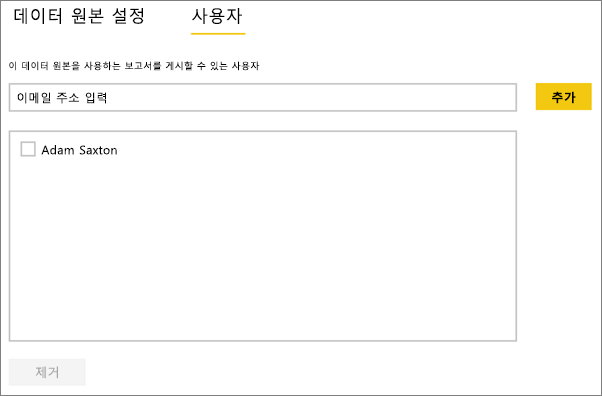 데이터 원본 설정 사용자
이 데이터 원본을 사용하는 보고서를 게시할 수 있는 사용자
이메일 주소 입력 추가
Adam Saxton
제거